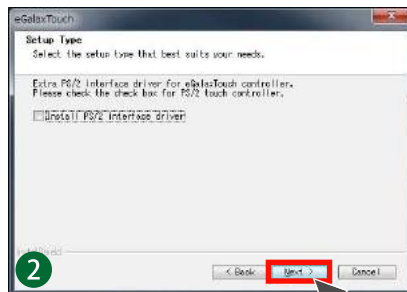 eGalaxTouch
Setup Type
Select the setup type that best suits your needs.
Extra PS/2 interface driver for eGalaxTouch controller.
Please check the check box for PS/2 touch controller.
Install PS/2 interface driver
InstallShield
2
< Back
Next >
Cancel